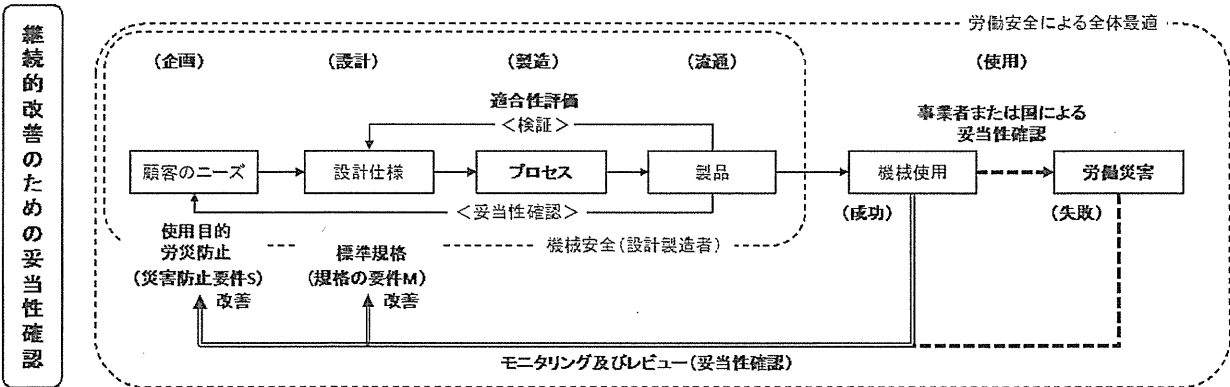 継続的改善のための妥当性確認
労働安全による全体最適
(企画)
(設計)
(製造)
(流通)
(使用)
適合性評価
<検証>
事業者または国による
妥当性確認
顧客のニーズ
設計仕様
プロセス
製品
機械使用
労働災害
<妥当性確認>
(成功)
(失敗)
使用目的
労災防止
(災害防止要件S)
改善
標準規格
(規格の要件M)
改善
機械安全(設計製造者)
モニタリング及びレビュー(妥当性確認)